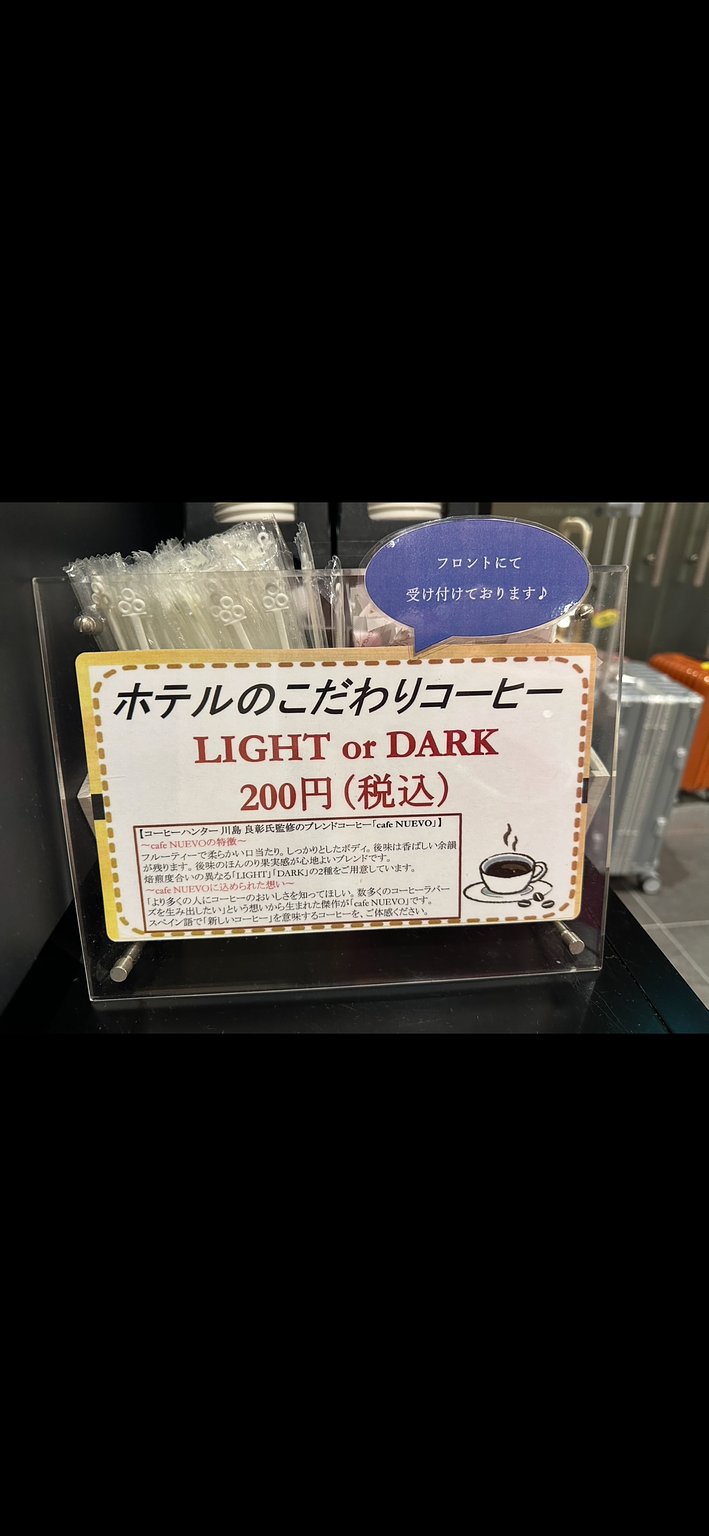 フロントにて
受け付けております♪
ホテルのこだわりコーヒー
LIGHT or DARK
200円（税込）
【コーヒーハンター 川島 良彰氏監修のブレンドコーヒー「cafe NUEVO」】
～cafe NUEVOの特徴～
フルーティーで柔らかい口当たり。しっかりとしたボディ。後味は香ばしい余韻
が残ります。後味のほんのり果実感が心地よいブレンドです。
焙煎度合いの異なる「LIGHT」「DARK」の2種をご用意しています。
～cafe NUEVOに込められた想い～
「より多くの人にコーヒーのおいしさを知ってほしい。数多くのコーヒーラバー
ズを生み出したい」という想いから生まれた傑作が「cafe NUEVO」です。
スペイン語で「新しいコーヒー」を意味するコーヒーを、ご体感ください。